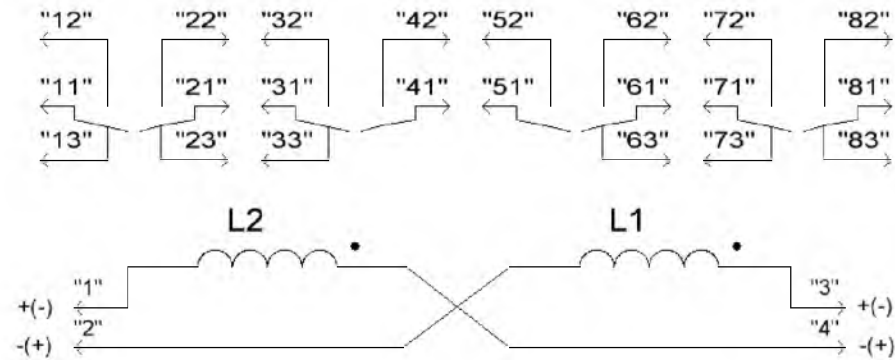 "12" "22" "32" "42" "52" "62" "72" "82"
"11" "21" "31" "41" "51" "61" "71" "81"
"13" "23" "33" "63" "73" "83"
L2 L1
"1" "3"
+(-) +(-)
"2" "4"
-(+) -(+)